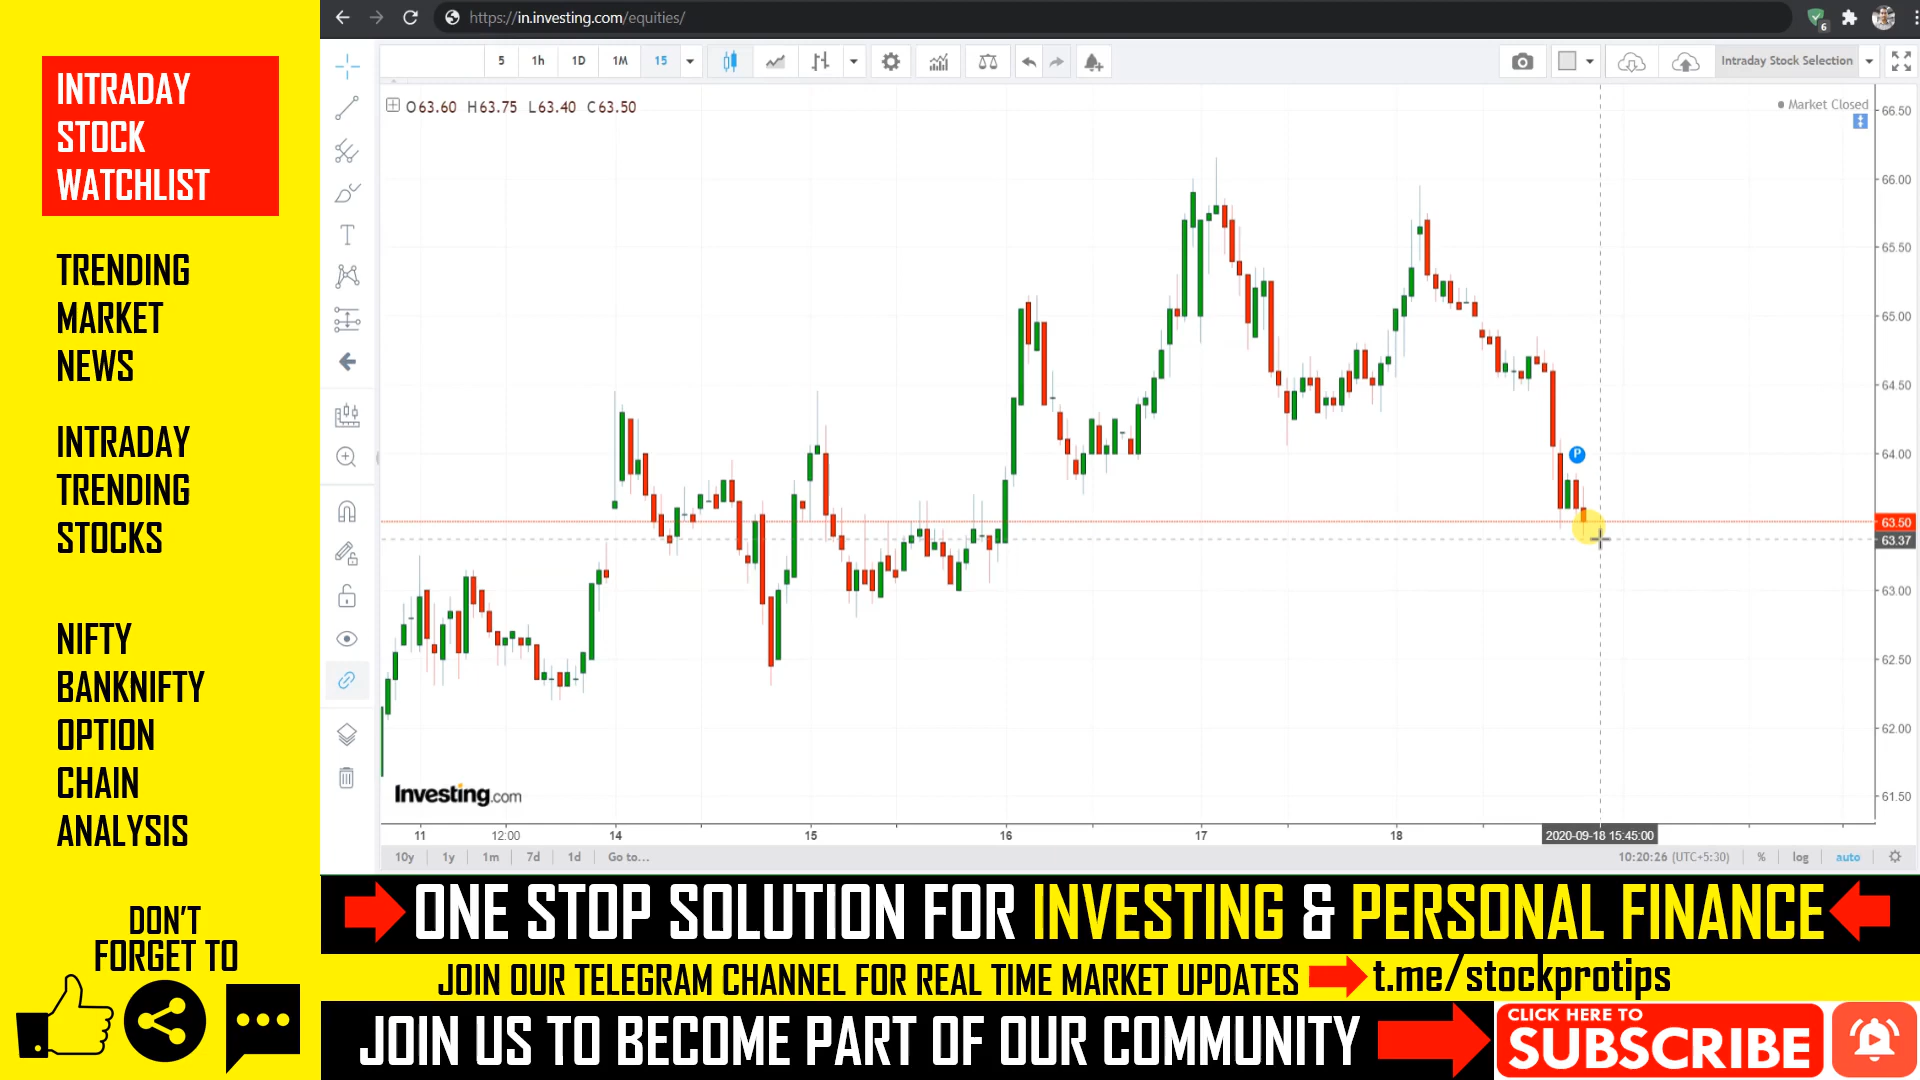 https://in.investing.com/equities/
6
INTRADAY
STOCK
WATCHLIST
TRENDING
MARKET
NEWS
INTRADAY
TRENDING
STOCKS
NIFTY
BANKNIFTY
OPTION
CHAIN
ANALYSIS
DON'T
FORGET TO
5 1h 1D 1M 15
Intraday Stock Selection
O63.60 H63.75 L63.40 C63.50
Market Closed
66.50
66.00
65.50
65.00
64.50
64.00
P
63.50
63.37
63.00
62.50
62.00
61.50
Investing.com
11 12:00 14 15 16 17 18 2020-09-18 15:45:00
10y 1y 1m 7d 1d Go to... 10:20:26 (UTC+5:30) % log auto
ONE STOP SOLUTION FOR INVESTING & PERSONAL FINANCE
JOIN OUR TELEGRAM CHANNEL FOR REAL TIME MARKET UPDATES t.me/stockprotips
JOIN US TO BECOME PART OF OUR COMMUNITY
CLICK HERE TO
SUBSCRIBE